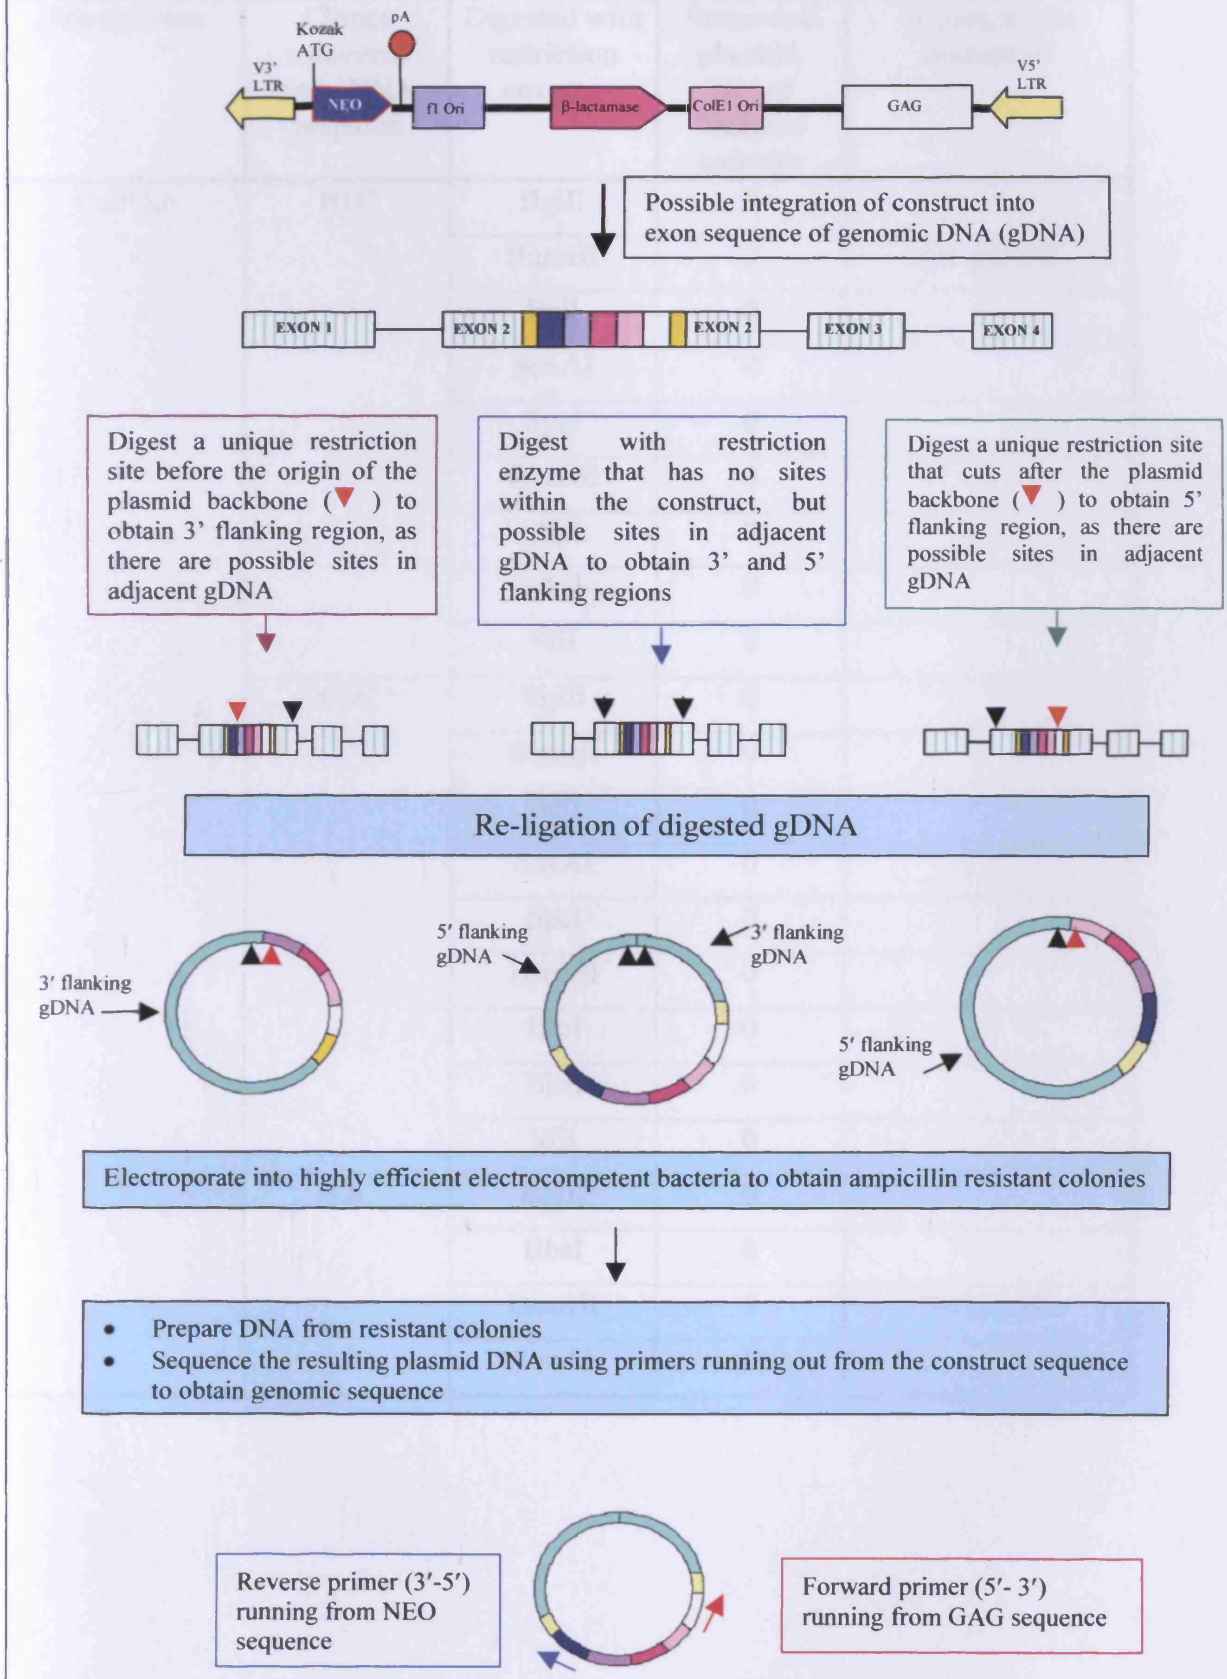 Kozak
ATG
pA
V3'
LTR
NEO
f1 Ori
β-lactamase
ColE1 Ori
GAG
V5'
LTR
Possible integration of construct into
exon sequence of genomic DNA (gDNA)
EXON 1
EXON 2
EXON 2
EXON 3
EXON 4
Digest a unique restriction
site before the origin of the
plasmid backbone ( ) to
obtain 3' flanking region, as
there are possible sites in
adjacent gDNA
Digest with restriction
enzyme that has no sites
within the construct, but
possible sites in adjacent
gDNA to obtain 3' and 5'
flanking regions
Digest a unique restriction site
that cuts after the plasmid
backbone ( ) to obtain 5'
flanking region, as there are
possible sites in adjacent
gDNA
Re-ligation of digested gDNA
3' flanking
gDNA
5' flanking
gDNA
3' flanking
gDNA
5' flanking
gDNA
Electroporate into highly efficient electrocompetent bacteria to obtain ampicillin resistant colonies
• Prepare DNA from resistant colonies
• Sequence the resulting plasmid DNA using primers running out from the construct sequence
to obtain genomic sequence
Reverse primer (3'-5')
running from NEO
sequence
Forward primer (5'- 3')
running from GAG sequence